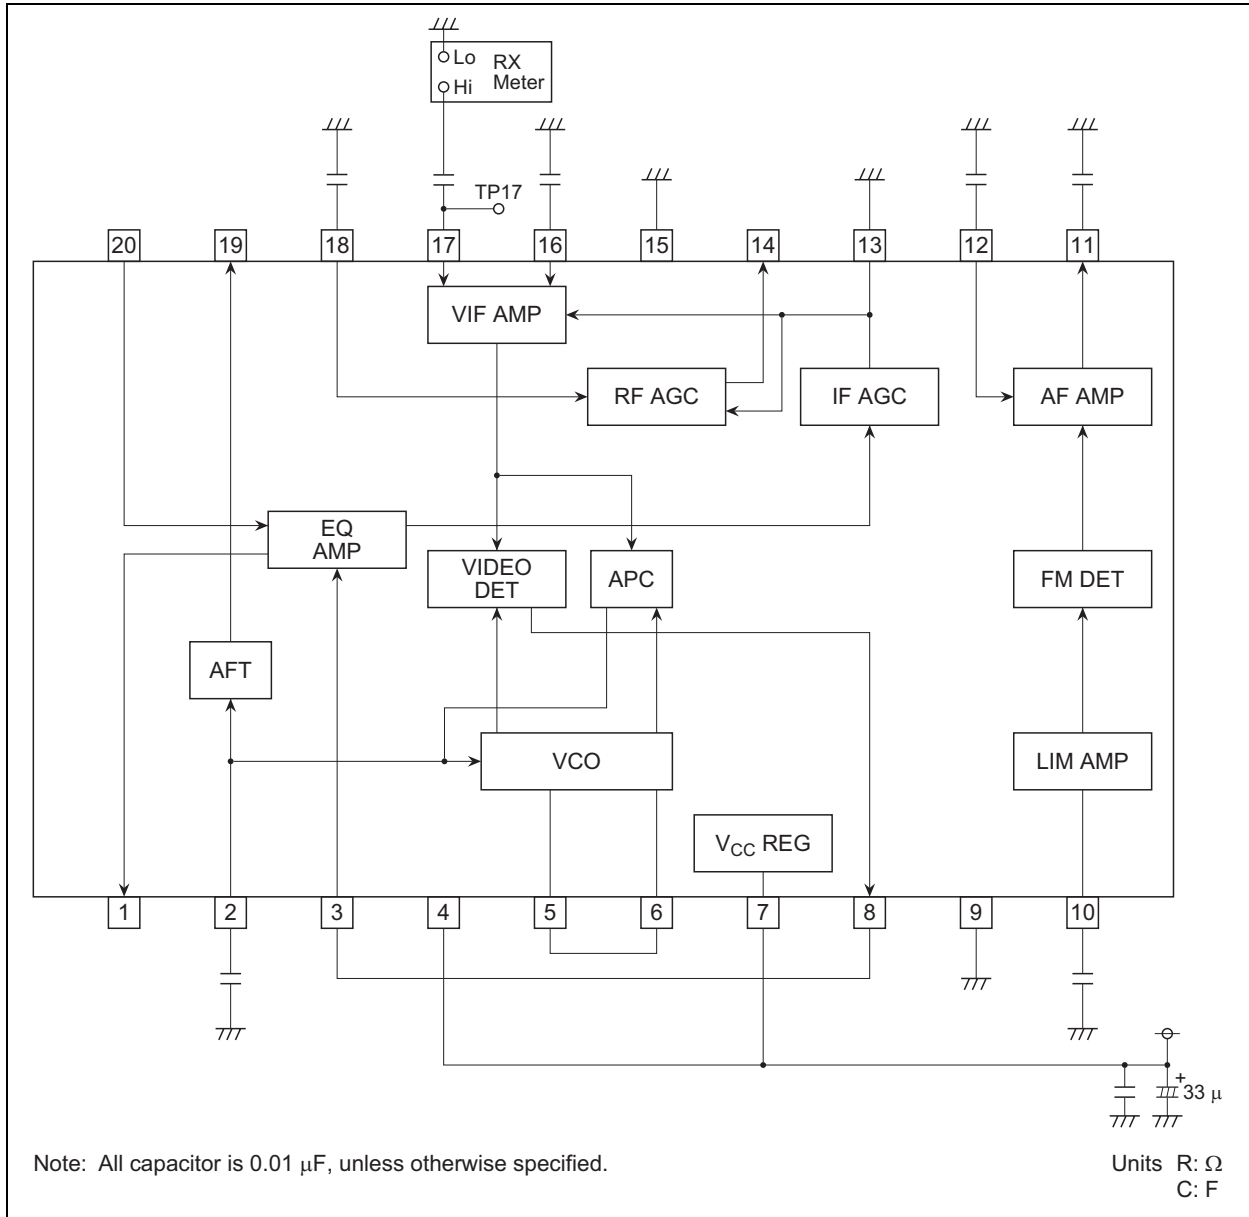 Lo RX
Hi Meter
TP17
20 19 18 17 16 15 14 13 12 11
VIF AMP
RF AGC IF AGC AF AMP
EQ
AMP
VIDEO
DET
APC
FM DET
AFT
VCO
LIM AMP
VCC REG
1 2 3 4 5 6 7 8 9 10
+
33 μ
Note: All capacitor is 0.01 μF, unless otherwise specified.
Units R: Ω
C: F